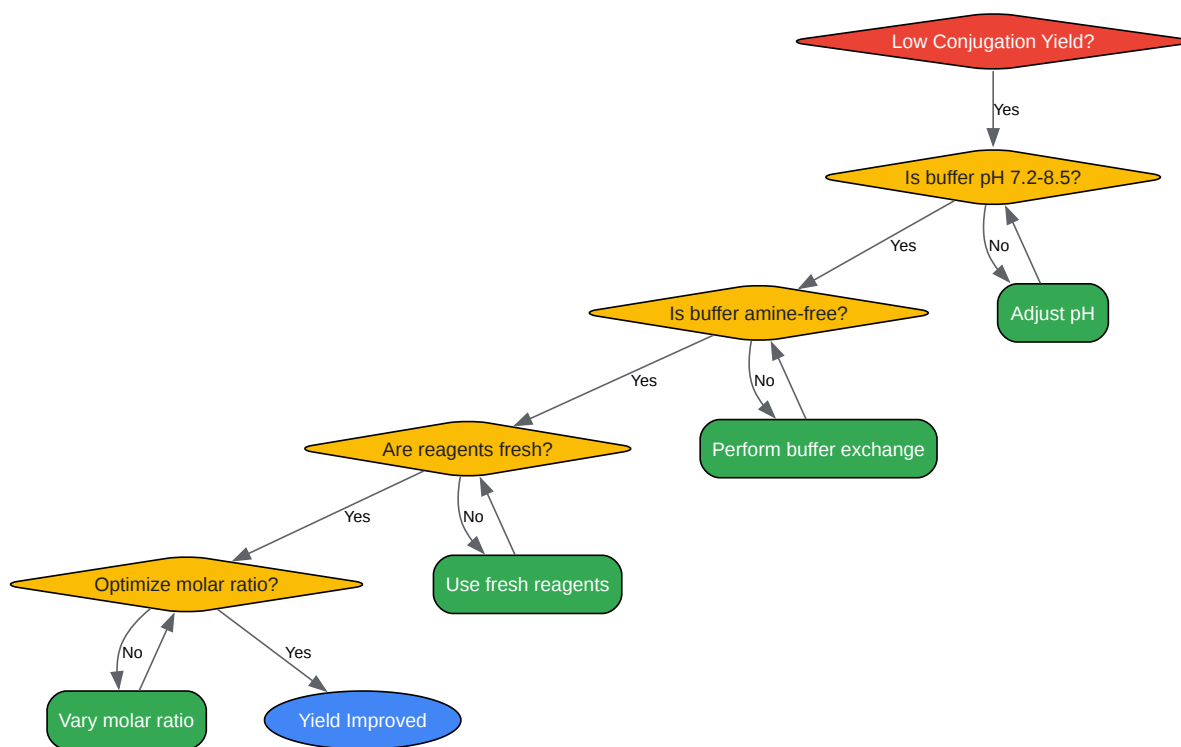 Low Conjugation Yield?
Yes
Is buffer pH 7.2-8.5?
Yes
No
Is buffer amine-free?
Adjust pH
Yes
No
Are reagents fresh?
Perform buffer exchange
Yes
No
Optimize molar ratio?
Use fresh reagents
No
Yes
Vary molar ratio
Yield Improved